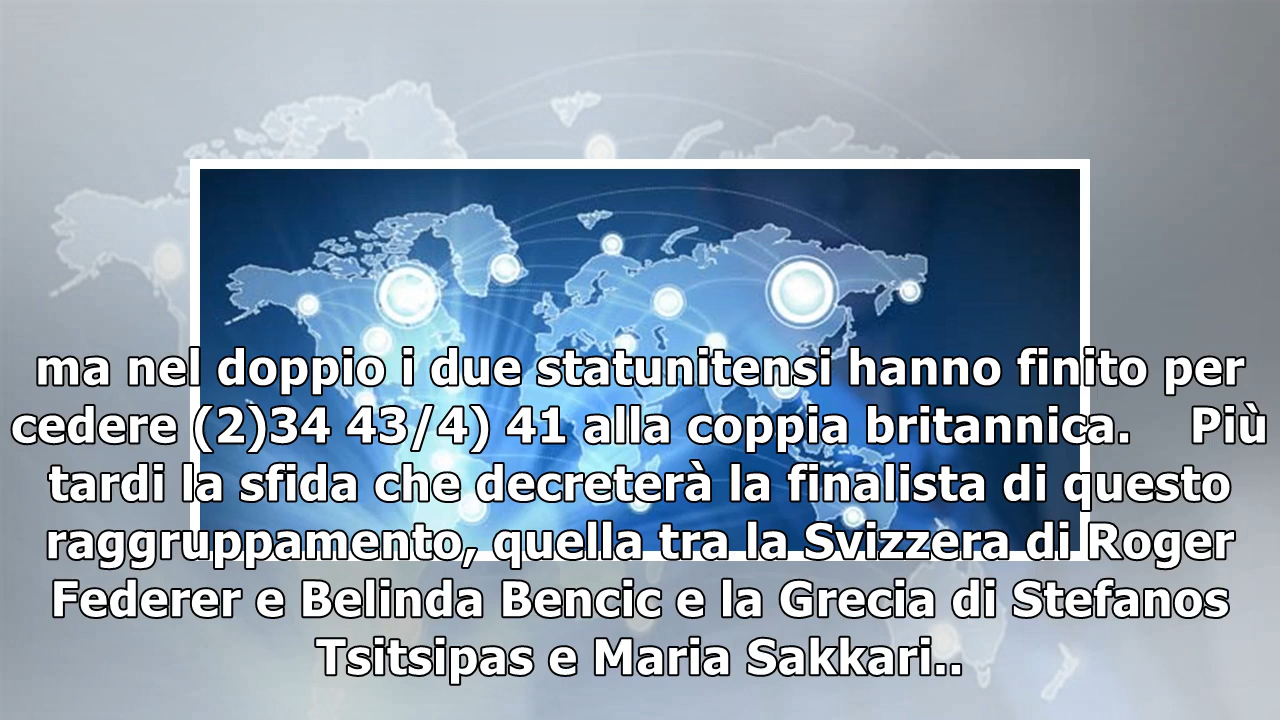 ma nel doppio i due statunitensi hanno finito per
cedere (2)34 43/4) 41 alla coppia britannica. Più
tardi la sfida che decreterà la finalista di questo
raggruppamento, quella tra la Svizzera di Roger
Federer e Belinda Bencic e la Grecia di Stefanos
Tsitsipas e Maria Sakkari..